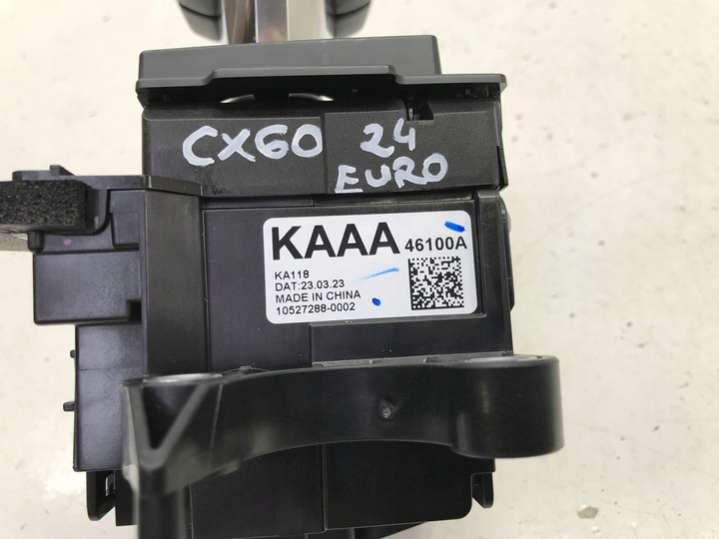 CX60 24
EURO
KAAA 46100A
KA118
DAT:23.03.23
MADE IN CHINA
10527288-0002